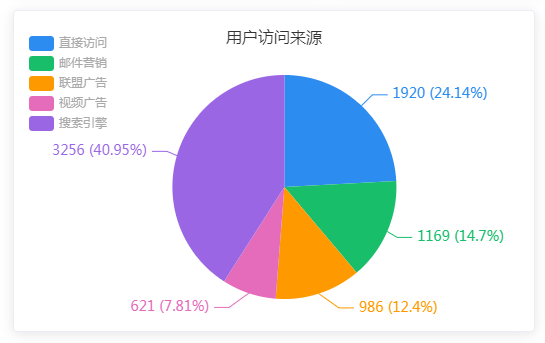 用户访问来源
直接访问
邮件营销
联盟广告
视频广告
搜索引擎
1920 (24.14%)
3256 (40.95%)
1169 (14.7%)
621 (7.81%)
986 (12.4%)